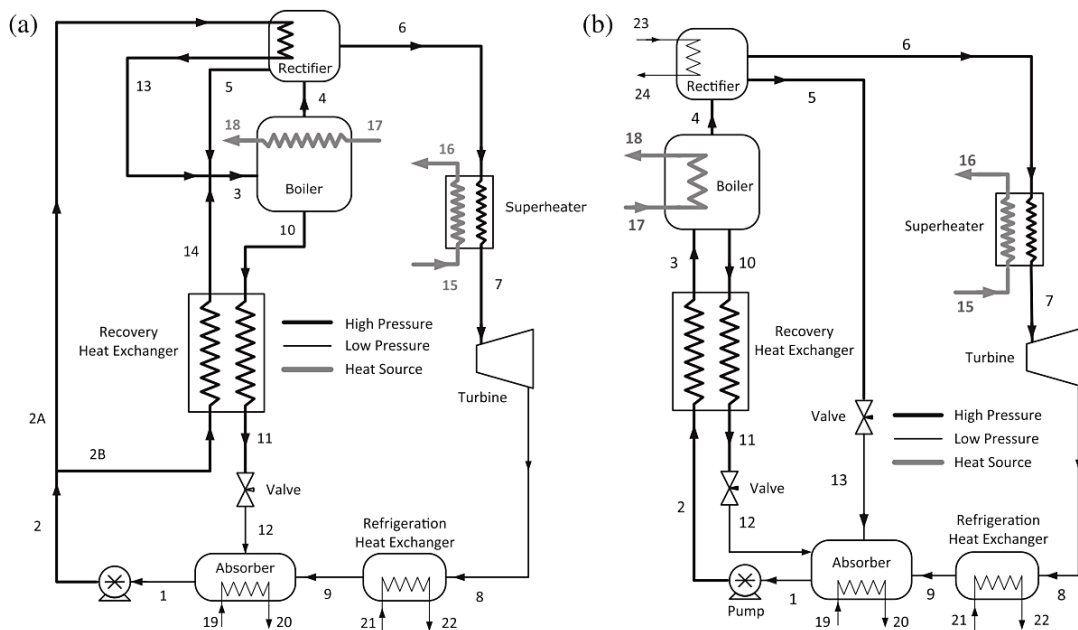 (a)
6
Rectifier
13
5
4
18
17
16
3
Boiler
Superheater
10
14
15
7
Recovery
Heat Exchanger
High Pressure
Low Pressure
Heat Source
Turbine
2A
11
2B
Valve
2
12
Refrigeration
Heat Exchanger
Absorber
1
9
8
19
20
21
22
(b)
23
6
Rectifier
24
5
4
18
16
Boiler
17
Superheater
3
10
15
7
Recovery
Heat Exchanger
Turbine
Valve
High Pressure
Low Pressure
Heat Source
11
13
2
Valve
12
Refrigeration
Heat Exchanger
Absorber
Pump
1
9
8
19
20
21
22